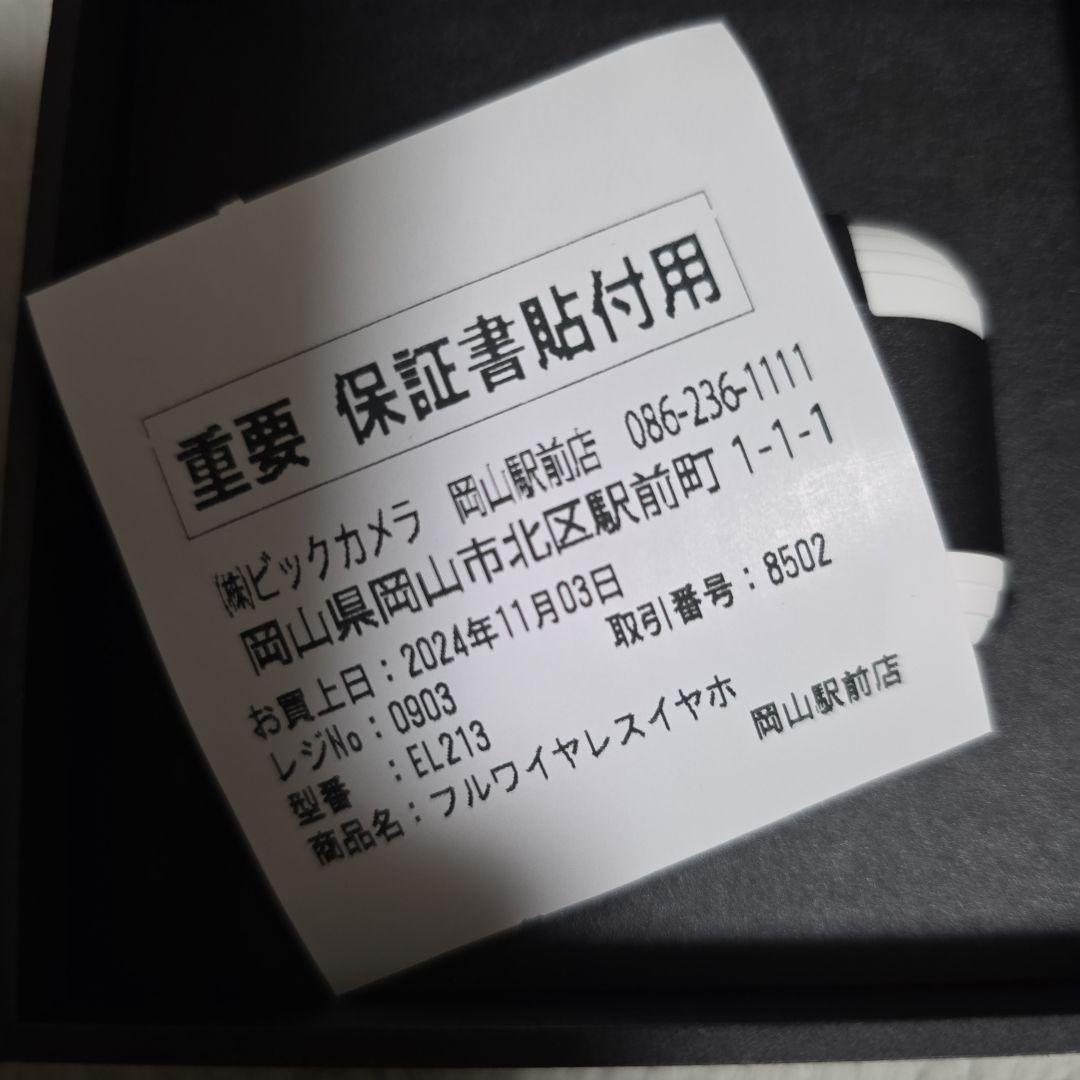 重要 保証書貼付用
㈱ビックカメラ 岡山駅前店 086-236-1111
岡山県岡山市北区駅前町 1-1-1
お買上日：2024年11月03日
レジNo：0903 取引番号：8502
型番 ：EL213
商品名：フルワイヤレスイヤホ
岡山駅前店